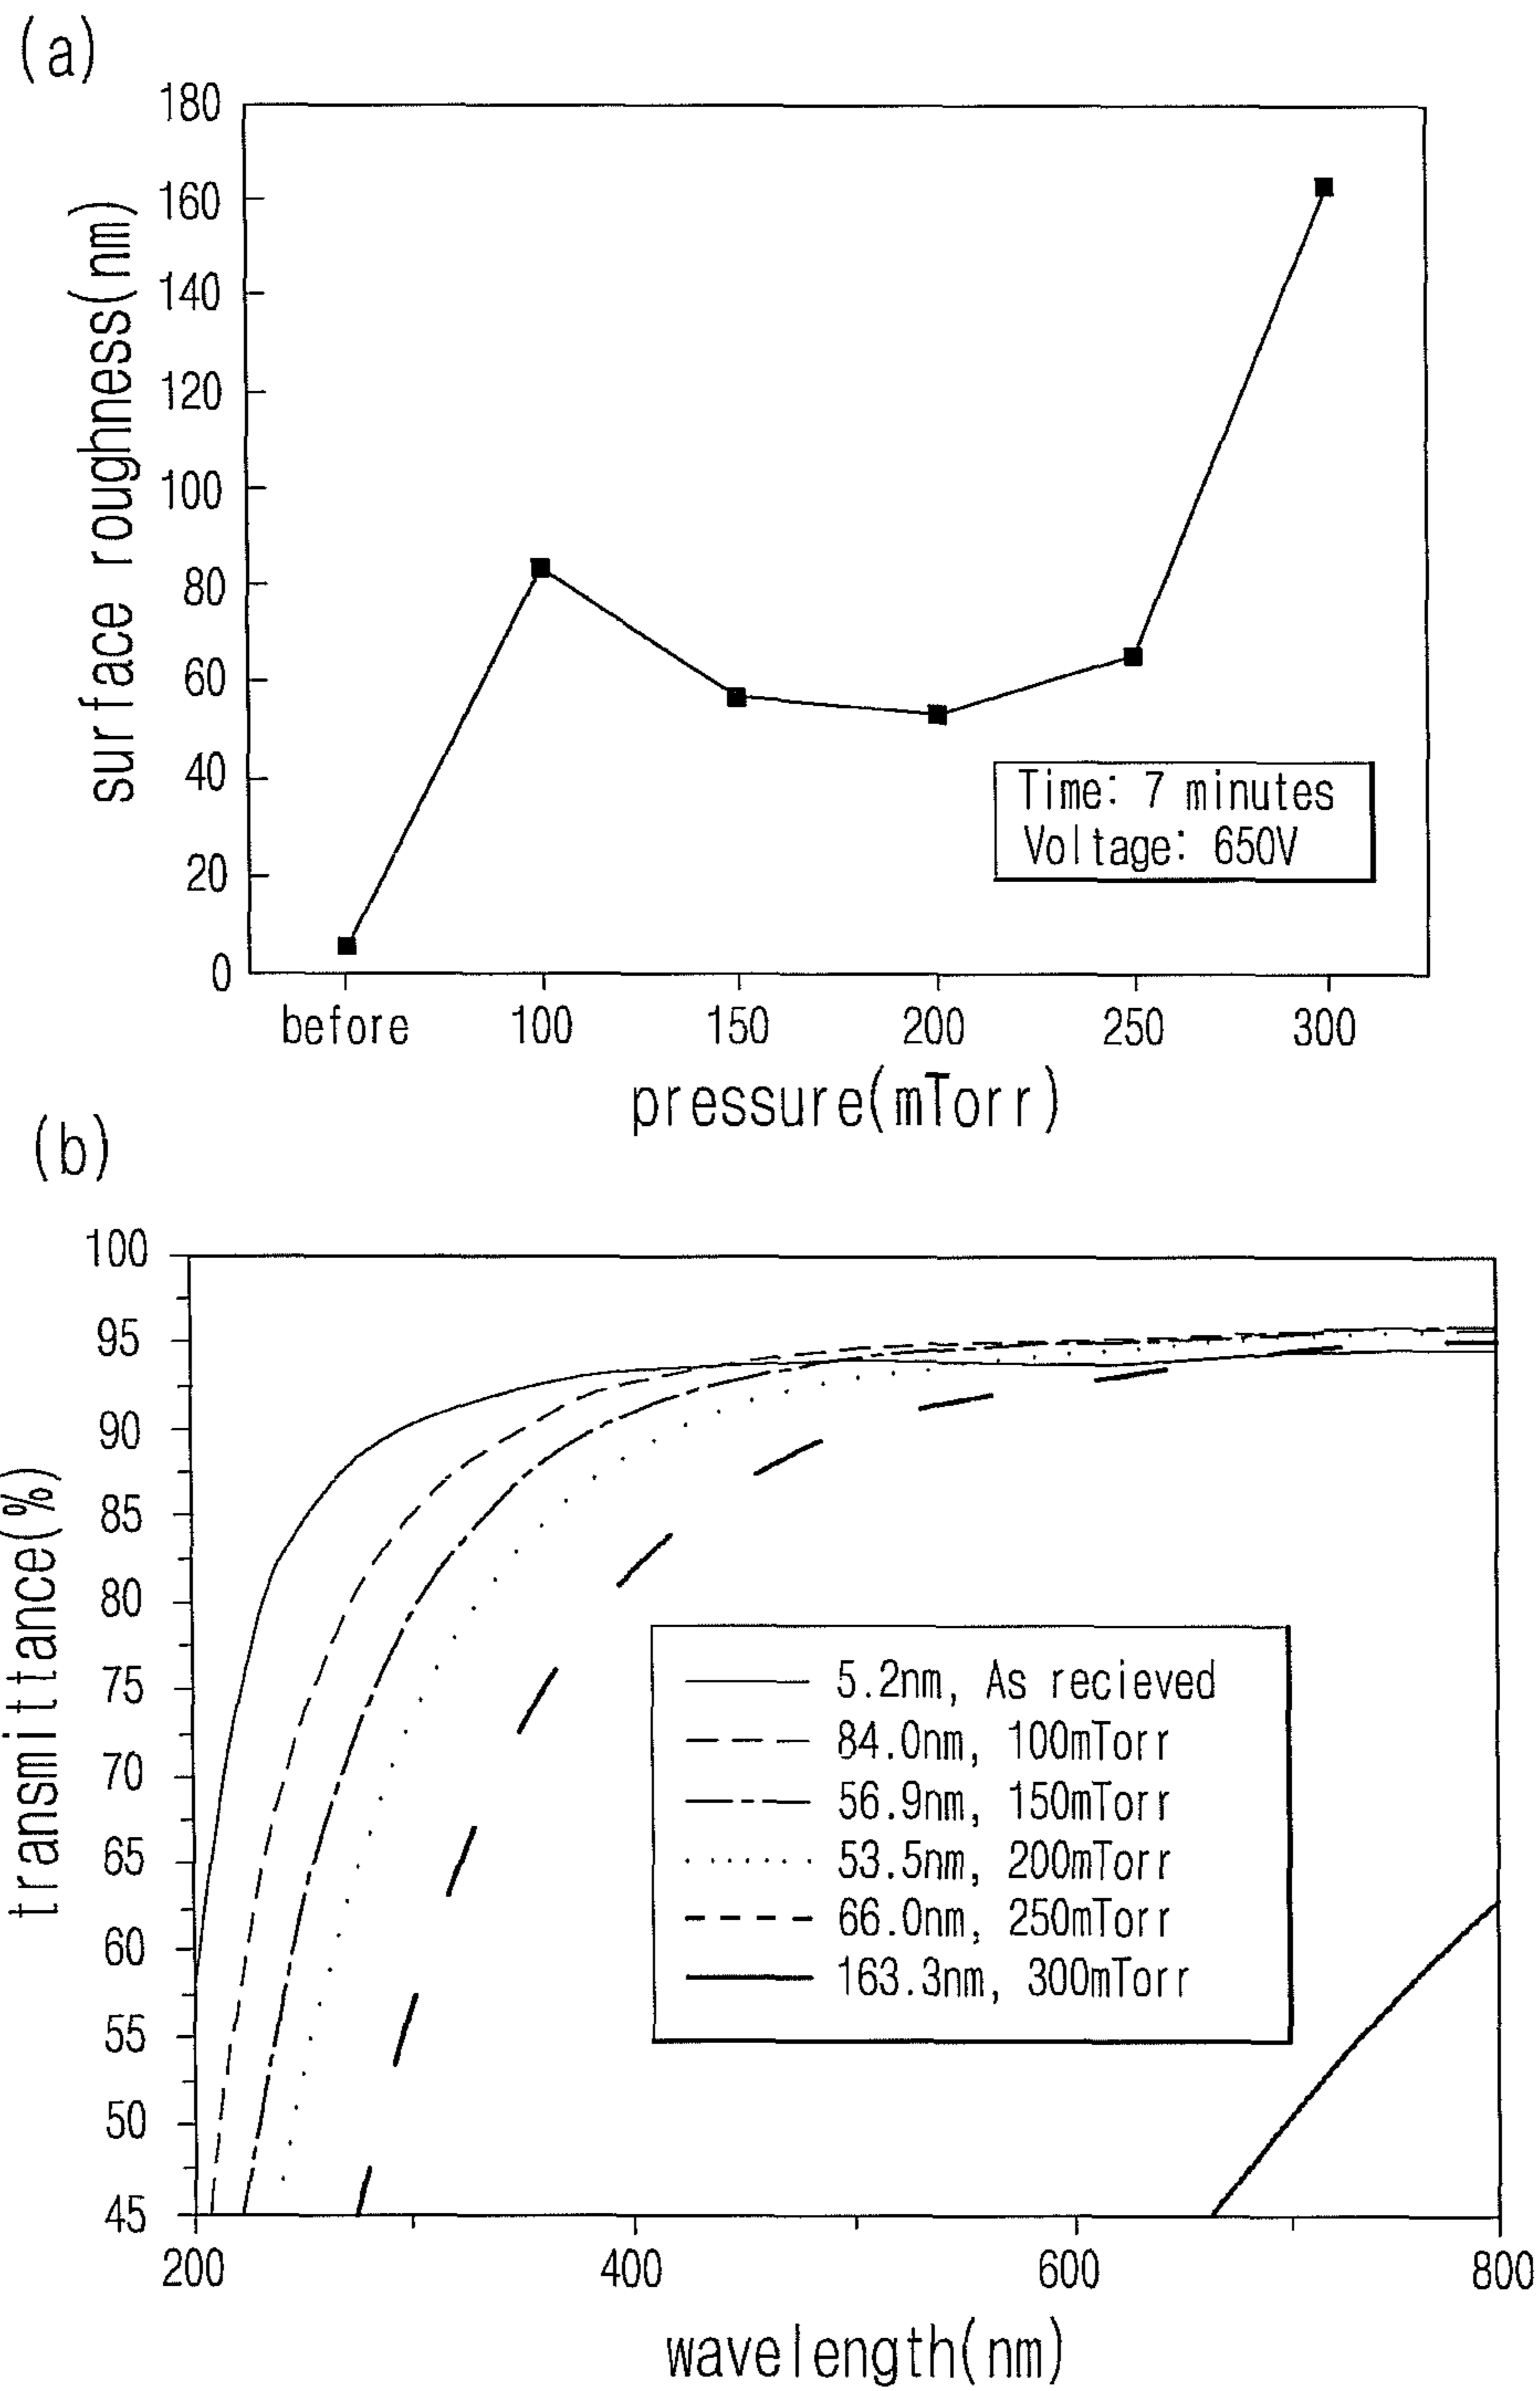 (a)
180
160
140
120
100
80
60
40
20
0
surface roughness(nm)
Time: 7 minutes
Voltage: 650V
before 100 150 200 250 300
pressure(mTorr)
(b)
100
95
90
85
80
75
70
65
60
55
50
45
transmittance(%)
5.2nm, As recieved
84.0nm, 100mTorr
56.9nm, 150mTorr
53.5nm, 200mTorr
66.0nm, 250mTorr
163.3nm, 300mTorr
200 400 600 800
wavelength(nm)